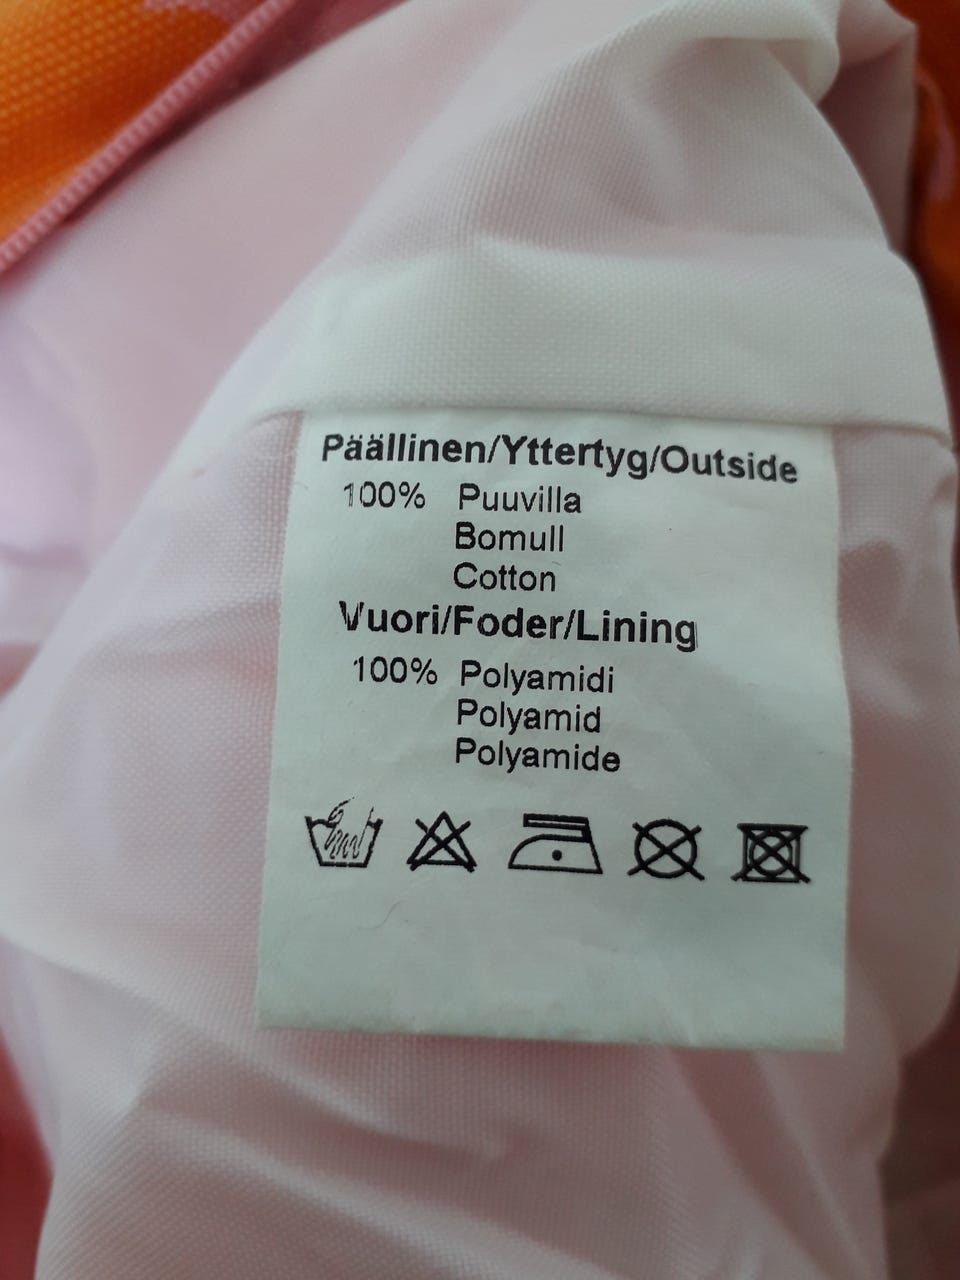 Päällinen/Yttertyg/Outside
100% Puuvilla
Bomull
Cotton
Vuori/Foder/Lining
100% Polyamidi
Polyamid
Polyamide